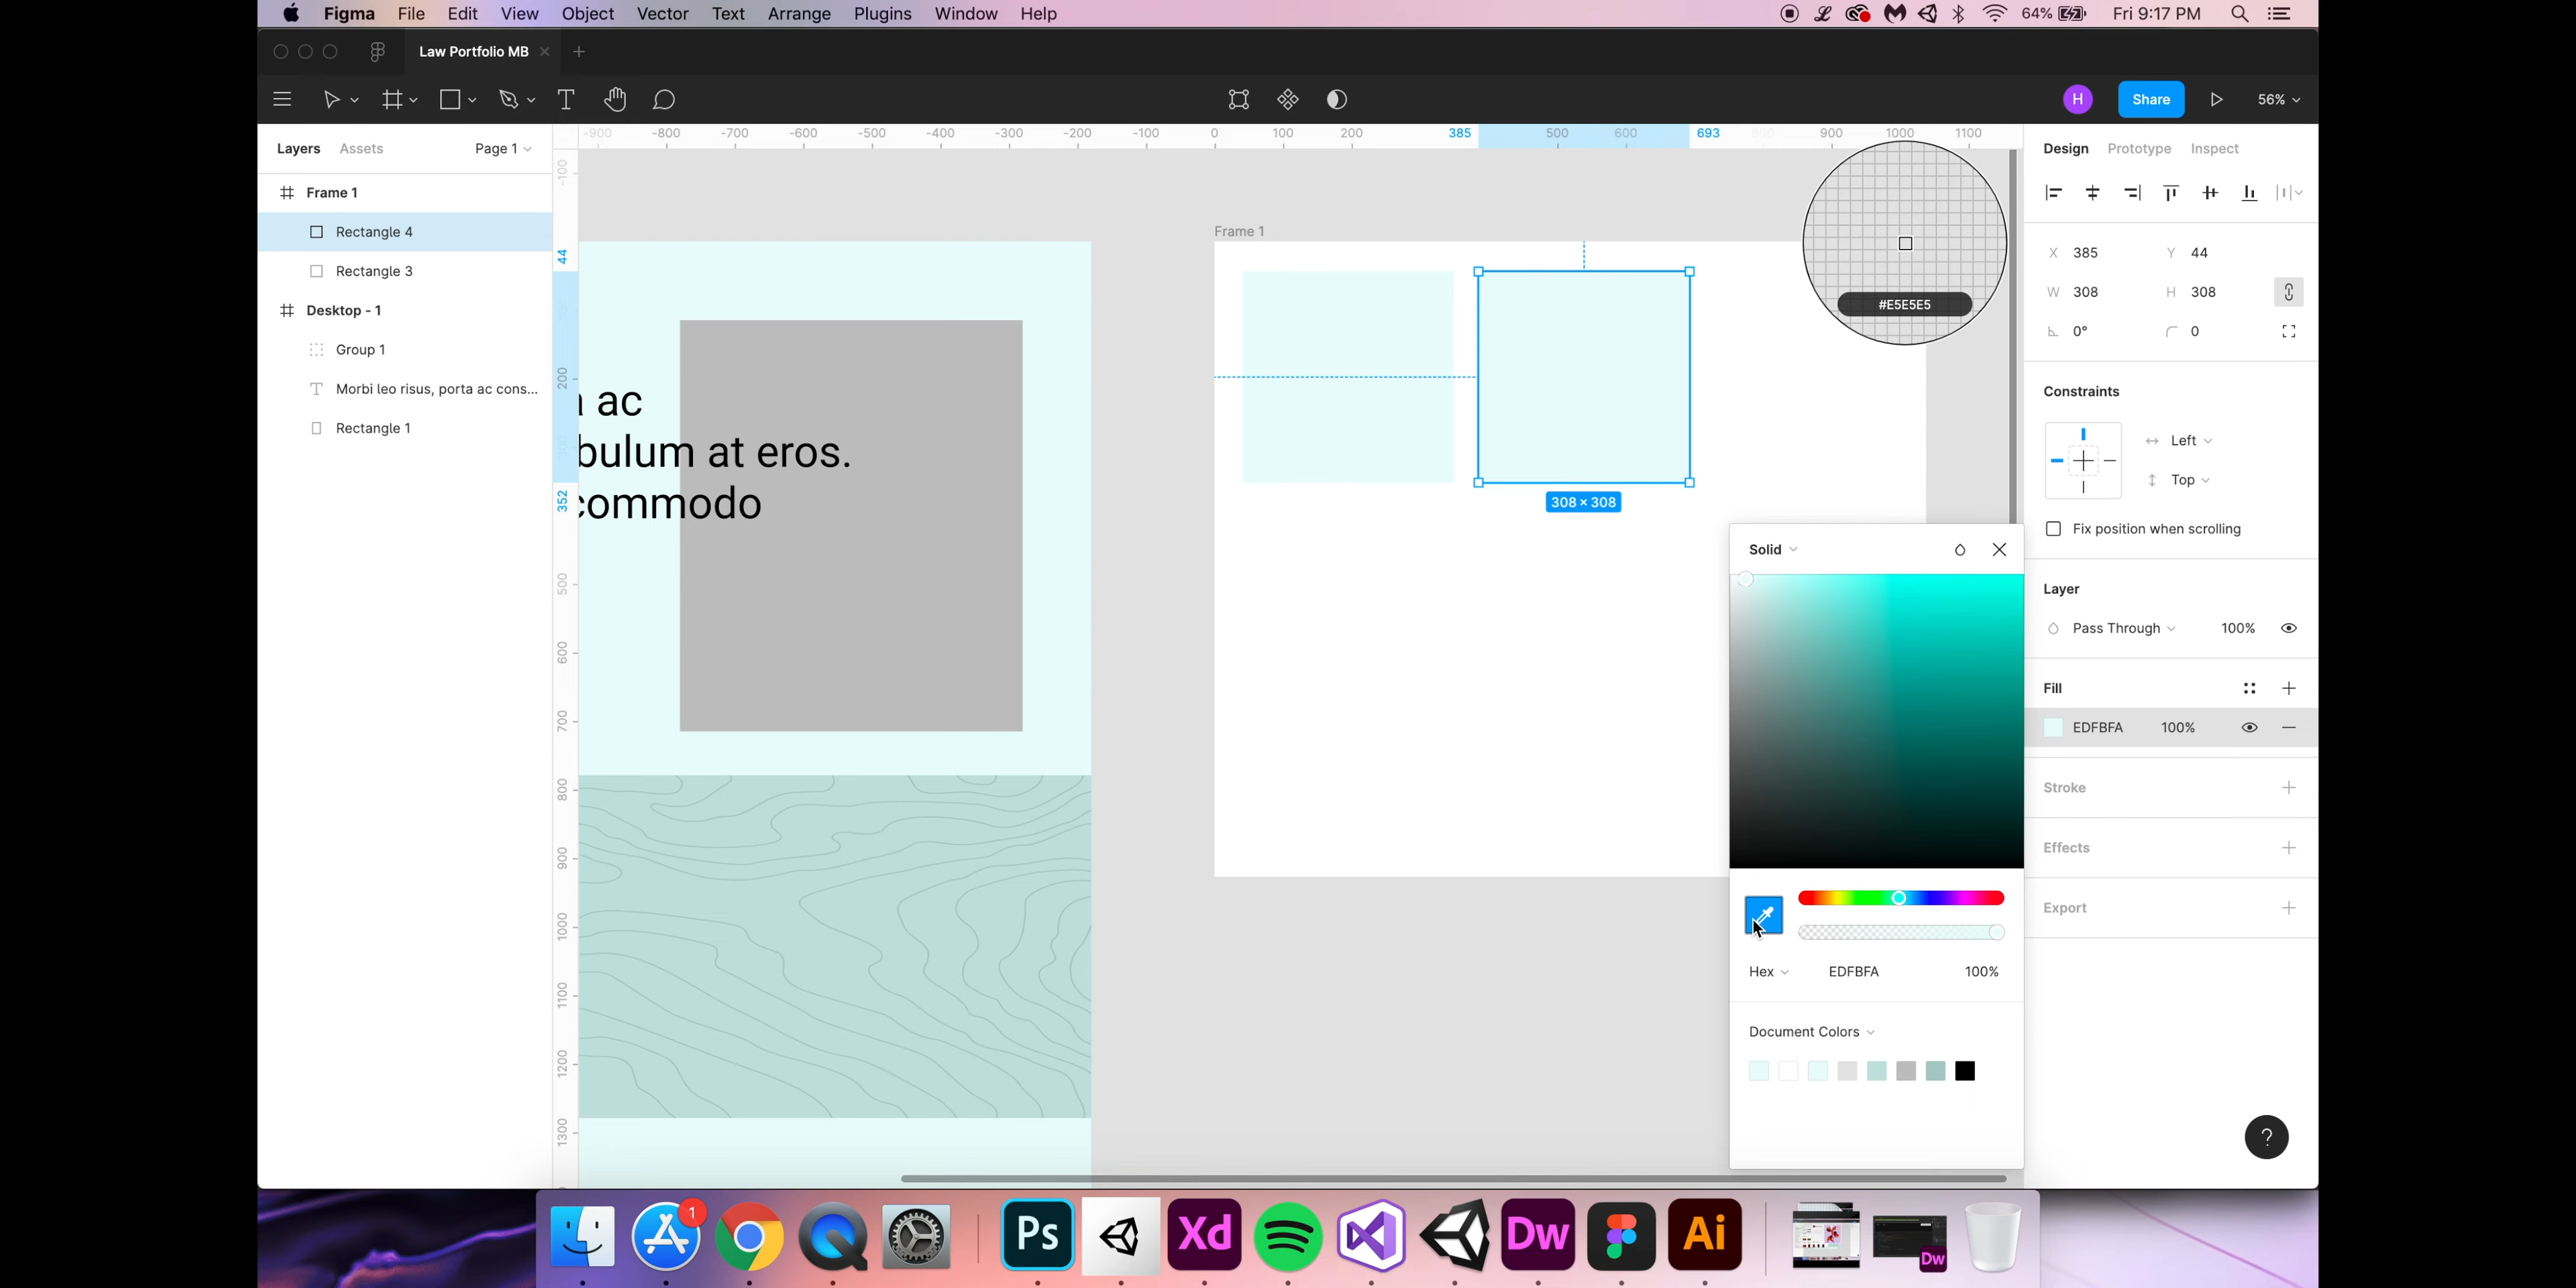 Figma File Edit View Object Vector Text Arrange Plugins Window Help 64% Fri 9:17 PM
Law Portfolio MB
H Share 56%
Layers Assets Page 1
-900 -800 -700 -600 -500 -400 -300 -200 -100 0 100 200 385 500 600 693 900 1000 1100
Design Prototype Inspect
-100
Frame 1
Rectangle 4
Rectangle 3
Desktop - 1
Group 1
Morbi leo risus, porta ac cons...
Rectangle 1
44
200
352
500
600
700
800
900
1000
1100
1200
1300
ac
bulum at eros.
commodo
Frame 1
308 × 308
#E5E5E5
X 385 Y 44
W 308 H 308
0° 0
Constraints
Left
Top
Fix position when scrolling
Layer
Pass Through 100%
Fill
EDFBFA 100%
Stroke
Effects
Export
Solid
Hex EDFBFA 100%
Document Colors
?
1
Ps Xd Dw Ai Dw